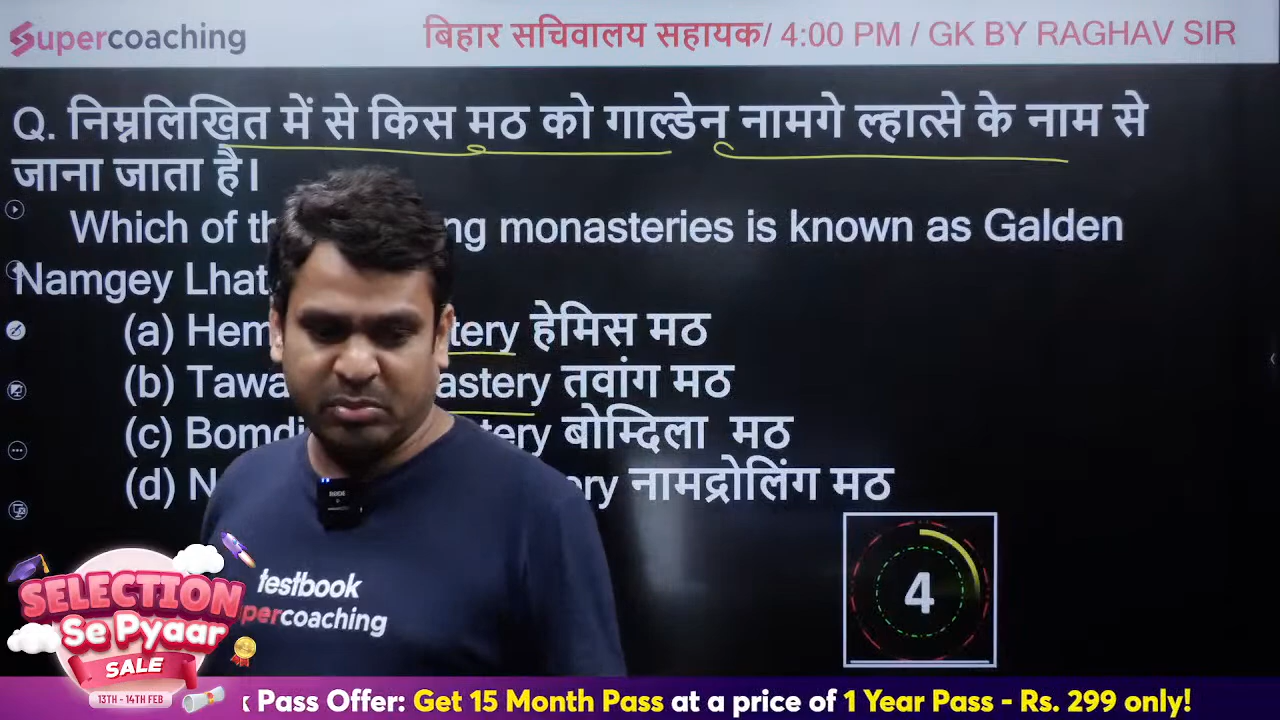 Supercoaching
बिहार सचिवालय सहायक/ 4:00 PM / GK BY RAGHAV SIR
Q. निम्नलिखित में से किस मठ को गाल्डेन नामगे ल्हात्से के नाम से
जाना जाता है।
Which of th ng monasteries is known as Galden
Namgey Lhat
(a) Hem tery हेमिस मठ
(b) Tawa astery तवांग मठ
(c) Bomdi tery बोम्दिला मठ
(d) N ery नामद्रोलिंग मठ
4
testbook
percoaching
SELECTION
Se Pyaar
SALE
13TH - 14TH FEB
k Pass Offer: Get 15 Month Pass at a price of 1 Year Pass - Rs. 299 only!